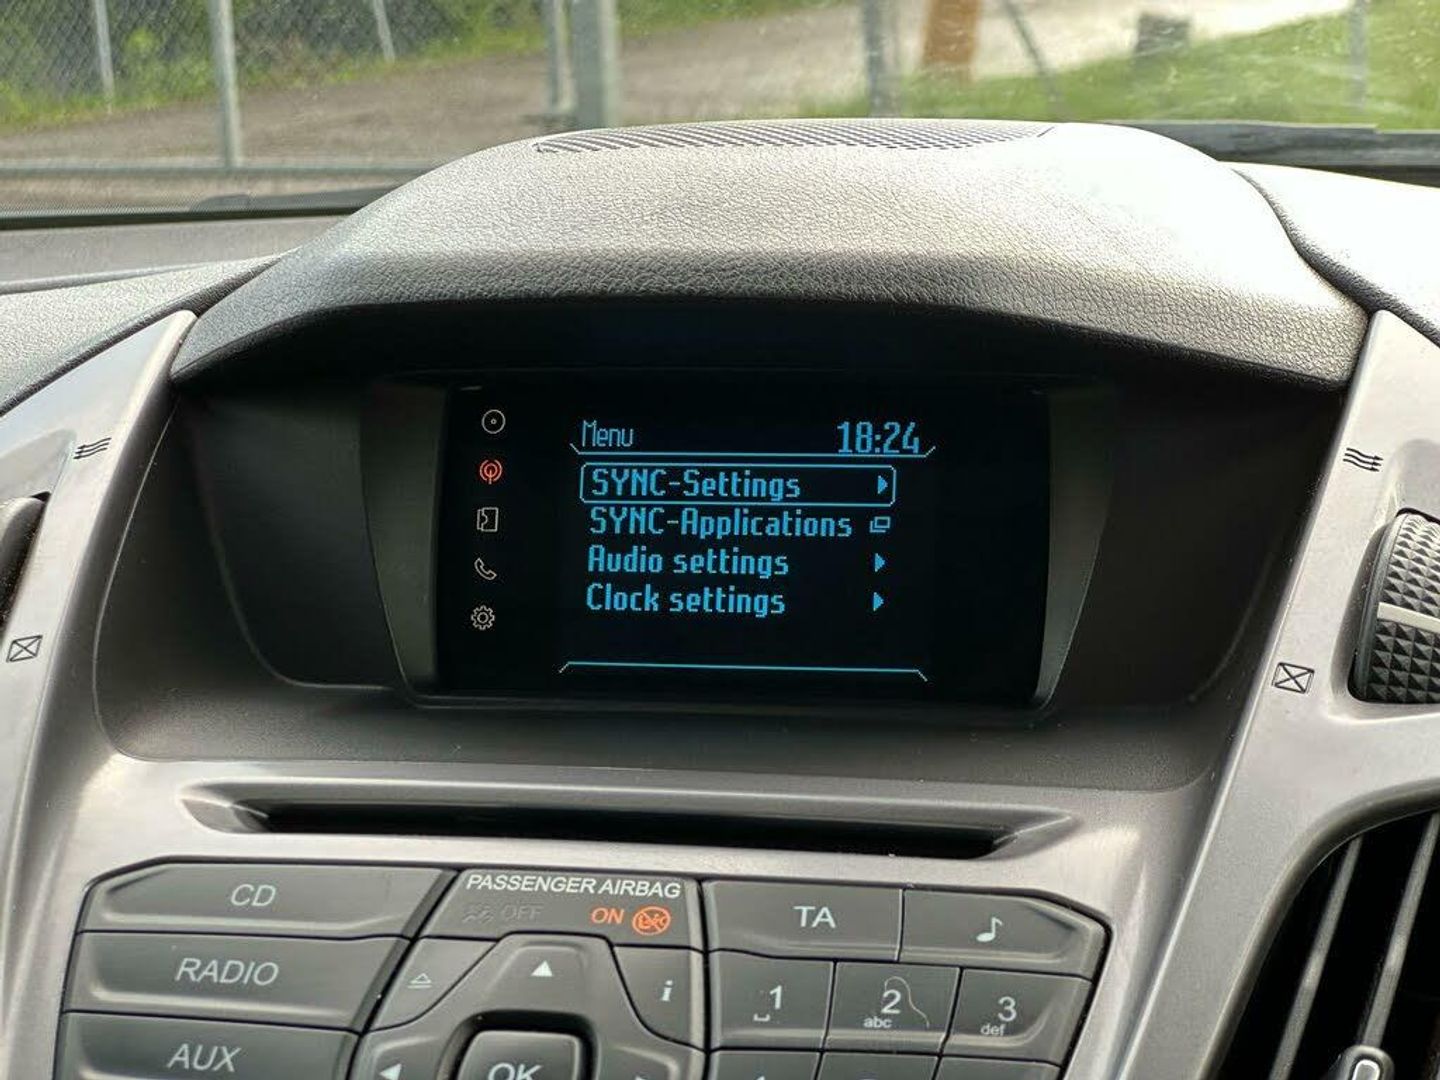 Menu 18:24
SYNC-Settings
SYNC-Applications
Audio settings
Clock settings
CD
PASSENGER AIRBAG
OFF ON
TA
RADIO
i
1
2
abc
3
def
AUX
OK